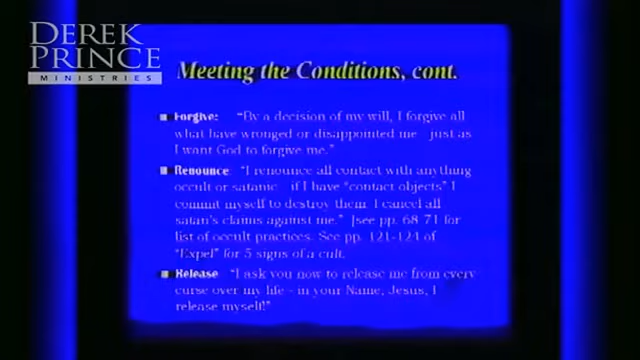 DEREK
PRINCE
MINISTRIES
Meeting the Conditions, cont.
Forgive: "By a decision of my will, I forgive all
what have wronged or disappointed me just as
I want God to forgive me."
Renounce "I renounce all contact with anything
occult or satanic if I have "contact objects" I
commit myself to destroy them. I cancel all
satan's claims against me." [see pp. 68-71 for
list of occult practices. See pp. 121-124 of
"Expel" for 5 signs of a cult.
Release "I ask you now to release me from every
curse over my life - in your Name, Jesus, I
release myself!"